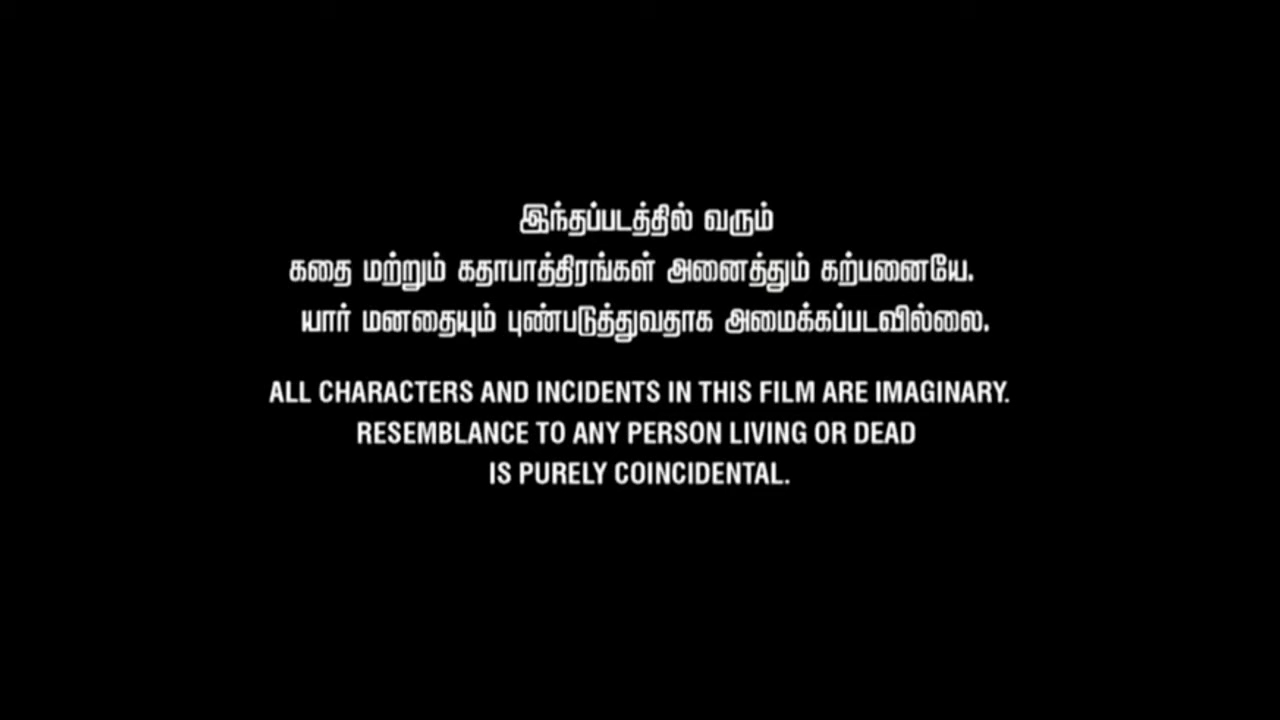 இந்தப்படத்தில் வரும்
கதை மற்றும் கதாபாத்திரங்கள் அனைத்தும் கற்பனையே.
யார் மனதையும் புண்படுத்துவதாக அமைக்கப்படவில்லை.
ALL CHARACTERS AND INCIDENTS IN THIS FILM ARE IMAGINARY.
RESEMBLANCE TO ANY PERSON LIVING OR DEAD
IS PURELY COINCIDENTAL.